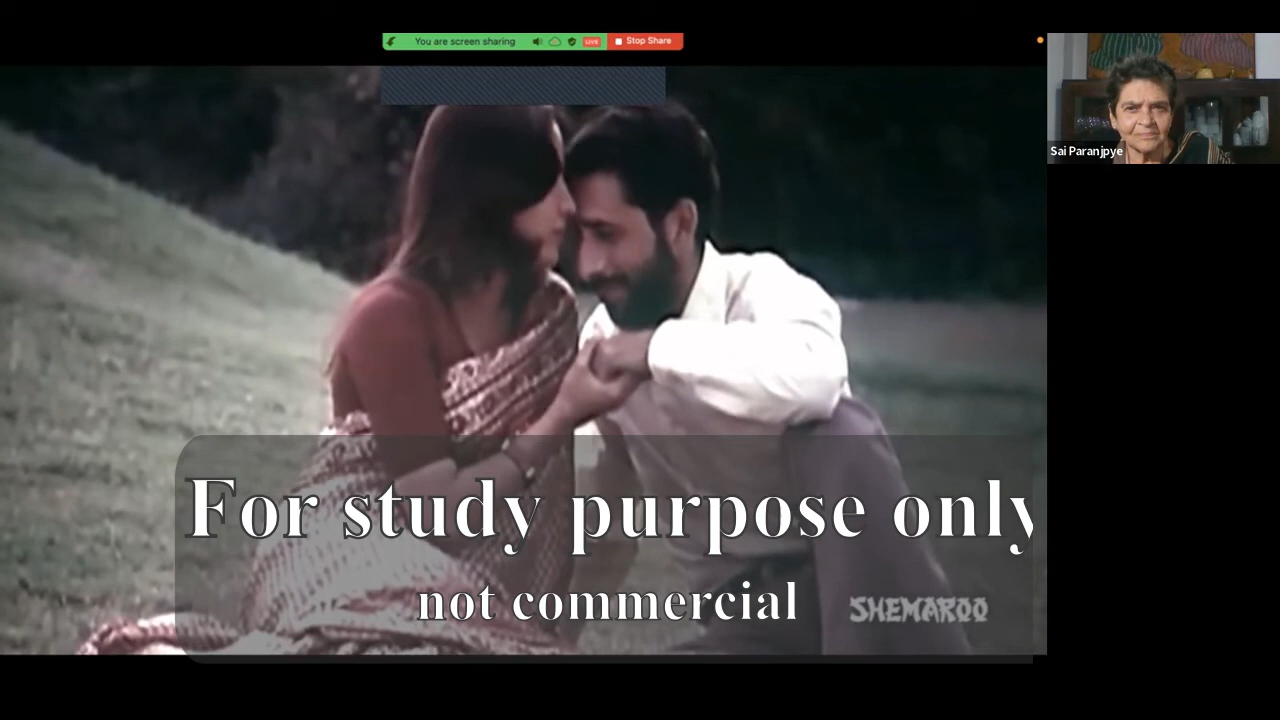 You are screen sharing LIVE Stop Share
Sai Paranjpye
For study purpose only
not commercial
SHEMAROO